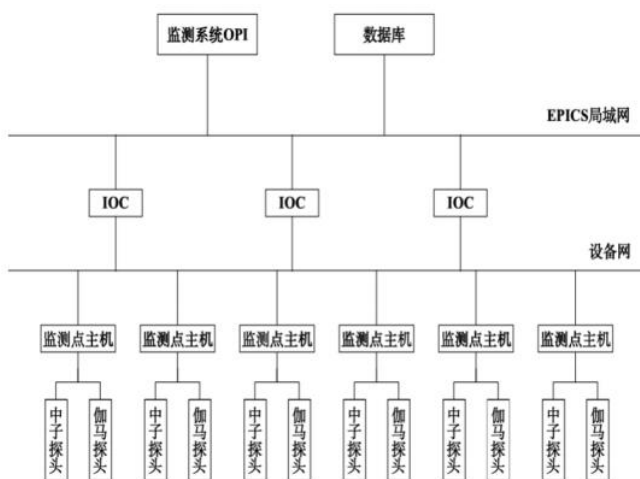 监测系统OPI
数据库
EPICS局城网
IOC
IOC
IOC
设备网
监测点主机
监测点主机
监测点主机
监测点主机
监测点主机
监测点主机
中子探头
伽马探头
中子探头
伽马探头
中子探头
伽马探头
中子探头
伽马探头
中子探头
伽马探头
中子探头
伽马探头